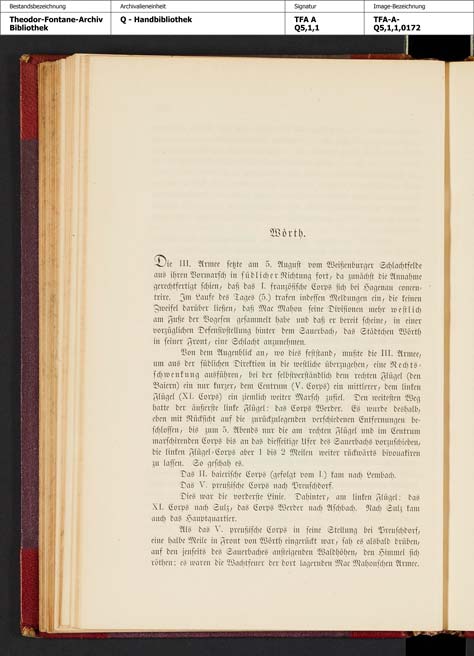 Bestandsbezeichnung
Theodor-Fontane-Archiv
Bibliothek
Archivalieneinheit
Q - Handbibliothek
Signatur
TFA A
Q5,1,1
Image-Bezeichnung
TFA-A-
Q5,1,1,0172
Wörth.
Die III. Armee setzte am 5. August vom Weißenburger Schlachtfelde
aus ihren Vormarsch in südlicher Richtung fort, da zunächst die Annahme
gerechtfertigt schien, daß das I. französische Corps sich bei Hagenau concen-
trire. Im Laufe des Tages (5.) trafen indessen Meldungen ein, die keinen
Zweifel darüber ließen, daß Mac Mahon seine Divisionen mehr westlich
am Fuße der Vogesen gesammelt habe und daß er bereit scheine, in einer
vorzüglichen Defensivstellung hinter dem Sauerbach, das Städtchen Wörth
in seiner Front, eine Schlacht anzunehmen.
Von dem Augenblick an, wo dies feststand, mußte die III. Armee,
um aus der südlichen Direktion in die westliche überzugehen, eine Rechts-
schwenkung ausführen, bei der selbstverständlich dem rechten Flügel (den
Baiern) ein nur kurzer, dem Centrum (V. Corps) ein mittlerer, dem linken
Flügel (XI. Corps) ein ziemlich weiter Marsch zufiel. Den weitesten Weg
hatte der äußerste linke Flügel: das Corps Werder. Es wurde deshalb,
eben mit Rücksicht auf die zurückzulegenden verschiedenen Entfernungen be-
schlossen, bis zum 5. Abends nur die am rechten Flügel und im Centrum
marschirenden Corps bis an das diesseitige Ufer des Sauerbachs vorzuschieben,
die linken Flügel-Corps aber 1 bis 2 Meilen weiter rückwärts bivouakiren
zu lassen. So geschah es.
Das II. baierische Corps (gefolgt vom I.) kam nach Lembach.
Das V. preußische Corps nach Preuschdorf.
Dies war die vorderste Linie. Dahinter, am linken Flügel: das
XI. Corps nach Sulz, das Corps Werder nach Aschbach. Nach Sulz kam
auch das Hauptquartier.
Als das V. preußische Corps in seine Stellung bei Preuschdorf,
eine halbe Meile in Front von Wörth eingerückt war, sah es alsbald drüben,
auf den jenseits des Sauerbaches ansteigenden Waldhöhen, den Himmel sich
röthen: es waren die Wachtfeuer der dort lagernden Mac Mahonschen Armee.